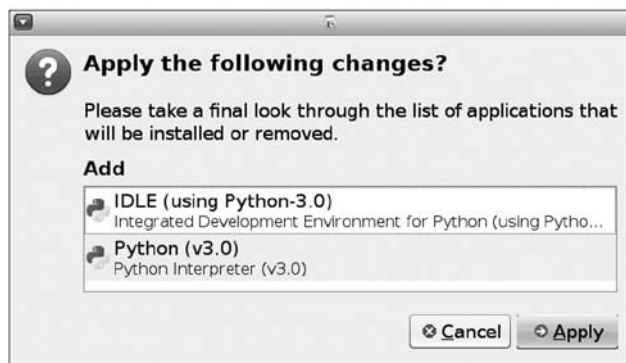 Apply the following changes?
Please take a final look through the list of applications that
will be installed or removed.
Add
IDLE (using Python-3.0)
Integrated Development Environment for Python (using Pytho...
Python (v3.0)
Python Interpreter (v3.0)
Cancel
Apply